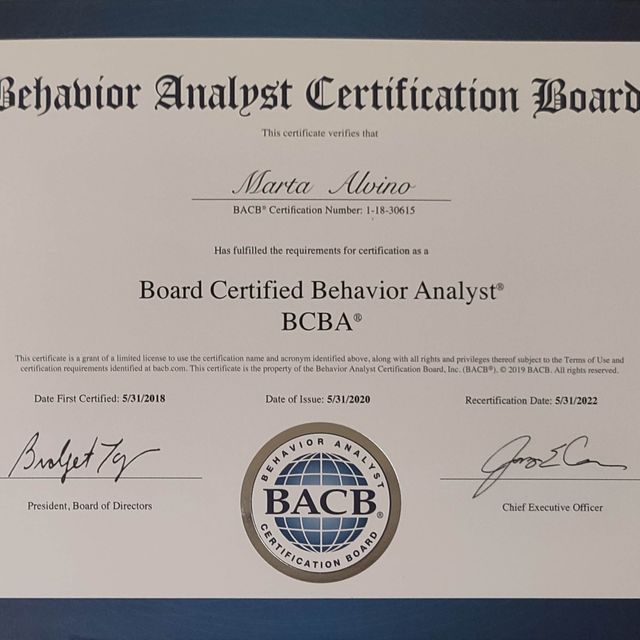 Behavior Analyst Certification Board
This certificate verifies that
Marta Alvino
BACB® Certification Number: 1-18-30615
Has fulfilled the requirements for certification as a
Board Certified Behavior Analyst®
BCBA®
This certificate is a grant of a limited license to use the certification name and acronym identified above, along with all rights and privileges thereof subject to the Terms of Use and
certification requirements identified at bacb.com. This certificate is the property of the Behavior Analyst Certification Board, Inc. (BACB®). © 2019 BACB. All rights reserved.
Date First Certified: 5/31/2018
Date of Issue: 5/31/2020
Recertification Date: 5/31/2022
President, Board of Directors
BEHAVIOR ANALYST
BACB®
CERTIFICATION BOARD
Chief Executive Officer